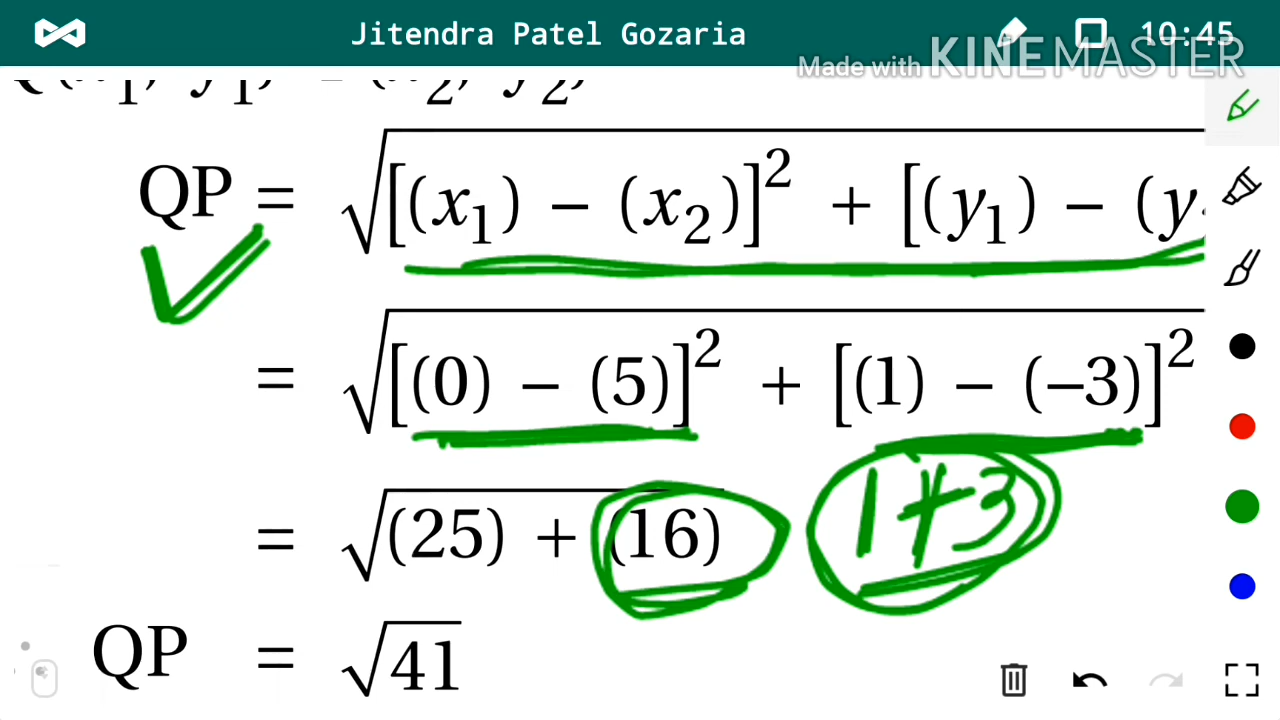 Jitendra Patel Gozaria
10:45
Made with KINEMASTER
QP = √[(x₁) − (x₂)]² + [(y₁) − (y
= √[(0) − (5)]² + [(1) − (−3)]²
1+3
= √(25) + (16)
QP = √41